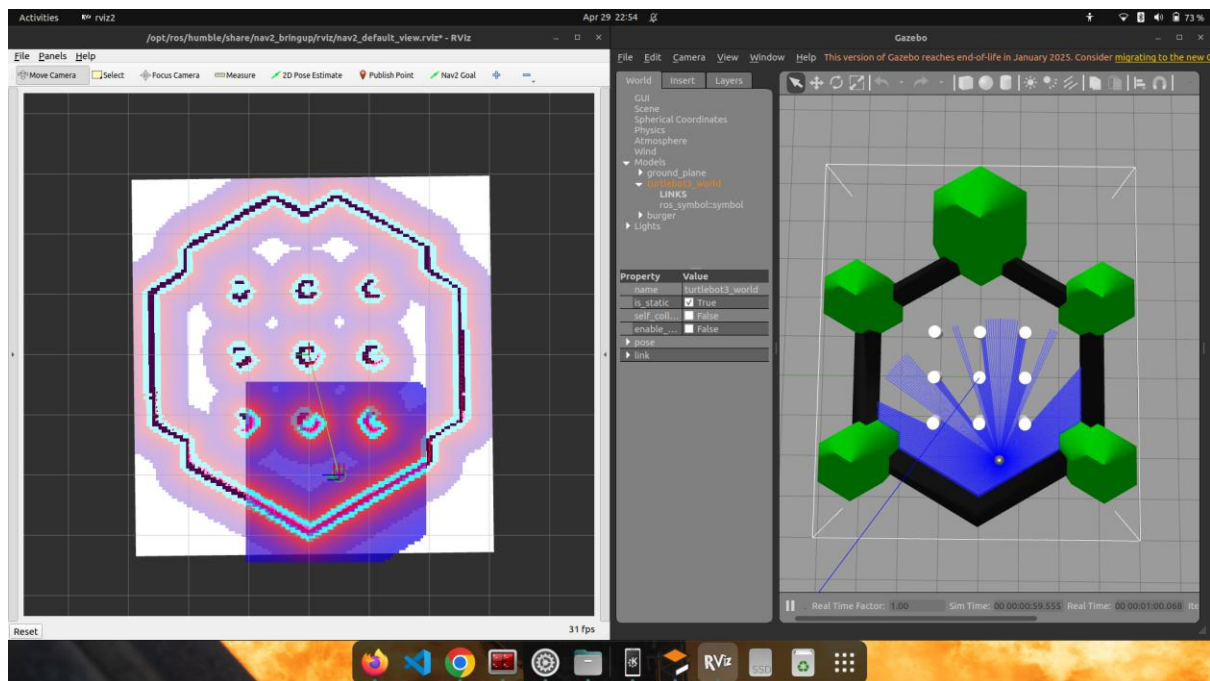 Activities rviz2 Apr 29 22:54 73 %
/opt/ros/humble/share/nav2_bringup/rviz/nav2_default_view.rviz* - RViz
File Panels Help
Move Camera Select Focus Camera Measure 2D Pose Estimate Publish Point Nav2 Goal
Reset 31 fps
Gazebo
File Edit Camera View Window Help This version of Gazebo reaches end-of-life in January 2025. Consider migrating to the new
World Insert Layers
GUI
Scene
Spherical Coordinates
Physics
Atmosphere
Wind
Models
ground_plane
turtlebot3_world
LINKS
ros_symbol::symbol
burger
Lights
Property Value
name turtlebot3_world
is_static True
self_coll... False
enable_... False
pose
link
Real Time Factor: 1.00 Sim Time: 00 00:00:59.555 Real Time: 00 00:01:00.068 Ite
RViz
SSD